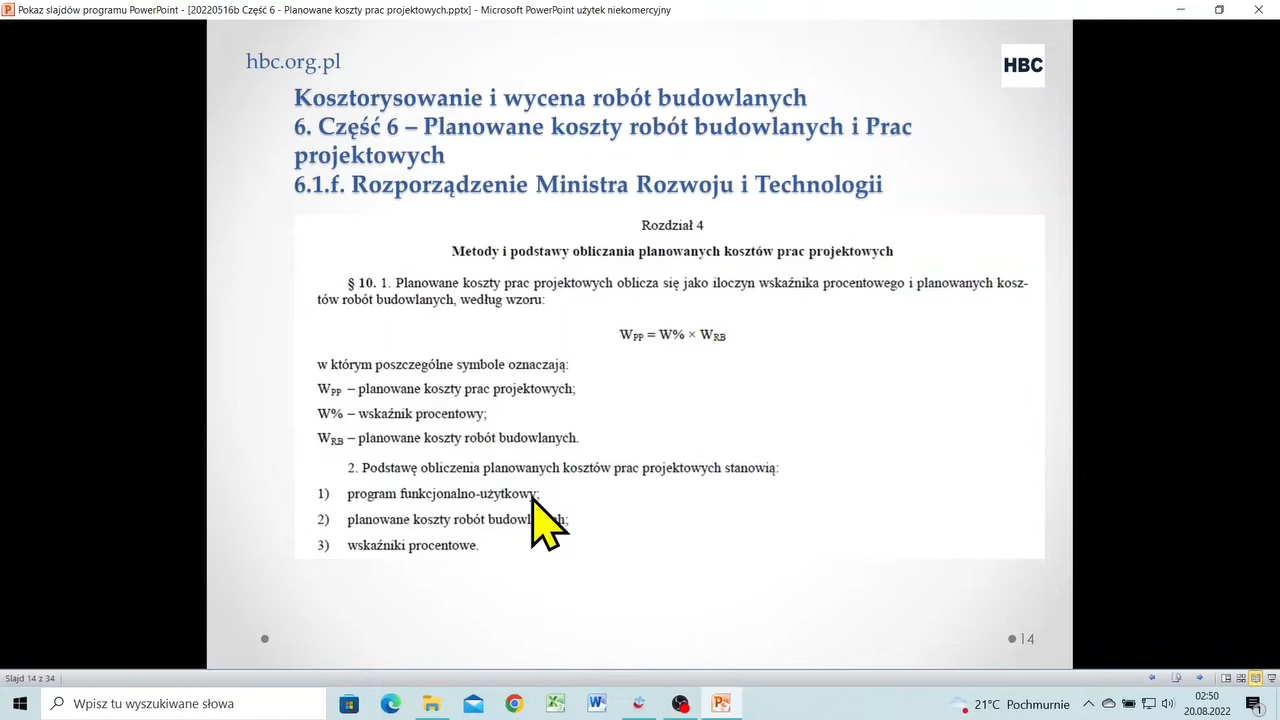 Pokaz slajdów programu PowerPoint - [20220516b Część 6 - Planowane koszty prac projektowych.pptx] - Microsoft PowerPoint użytek niekomercyjny
hbc.org.pl
HBC
Kosztorysowanie i wycena robót budowlanych
6. Część 6 – Planowane koszty robót budowlanych i Prac
projektowych
6.1.f. Rozporządzenie Ministra Rozwoju i Technologii
Rozdział 4
Metody i podstawy obliczania planowanych kosztów prac projektowych
§ 10. 1. Planowane koszty prac projektowych oblicza się jako iloczyn wskaźnika procentowego i planowanych kosz-
tów robót budowlanych, według wzoru:
WPP = W% × WRB
w którym poszczególne symbole oznaczają:
WPP – planowane koszty prac projektowych;
W% – wskaźnik procentowy;
WRB – planowane koszty robót budowlanych.
2. Podstawę obliczenia planowanych kosztów prac projektowych stanowią:
1) program funkcjonalno-użytkowy;
2) planowane koszty robót budowlanych;
3) wskaźniki procentowe.
14
Slajd 14 z 34
Wpisz tu wyszukiwane słowa
21°C Pochmurnie
02:50
20.08.2022
1